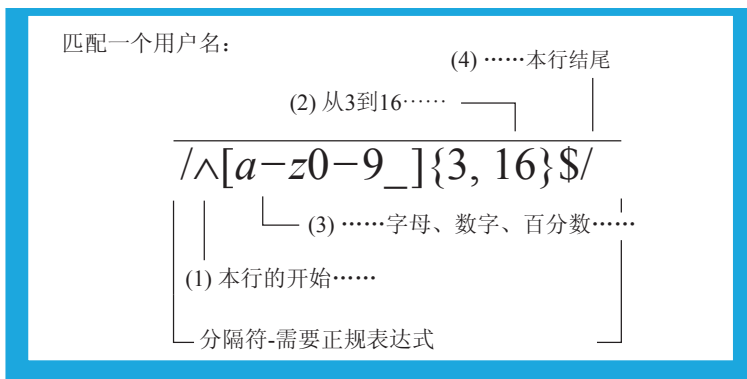 匹配一个用户名：
(4) ……本行结尾
(2) 从3到16……
/^[a−z0−9_]{3, 16}$/
(3) ……字母、数字、百分数……
(1) 本行的开始……
分隔符-需要正规表达式